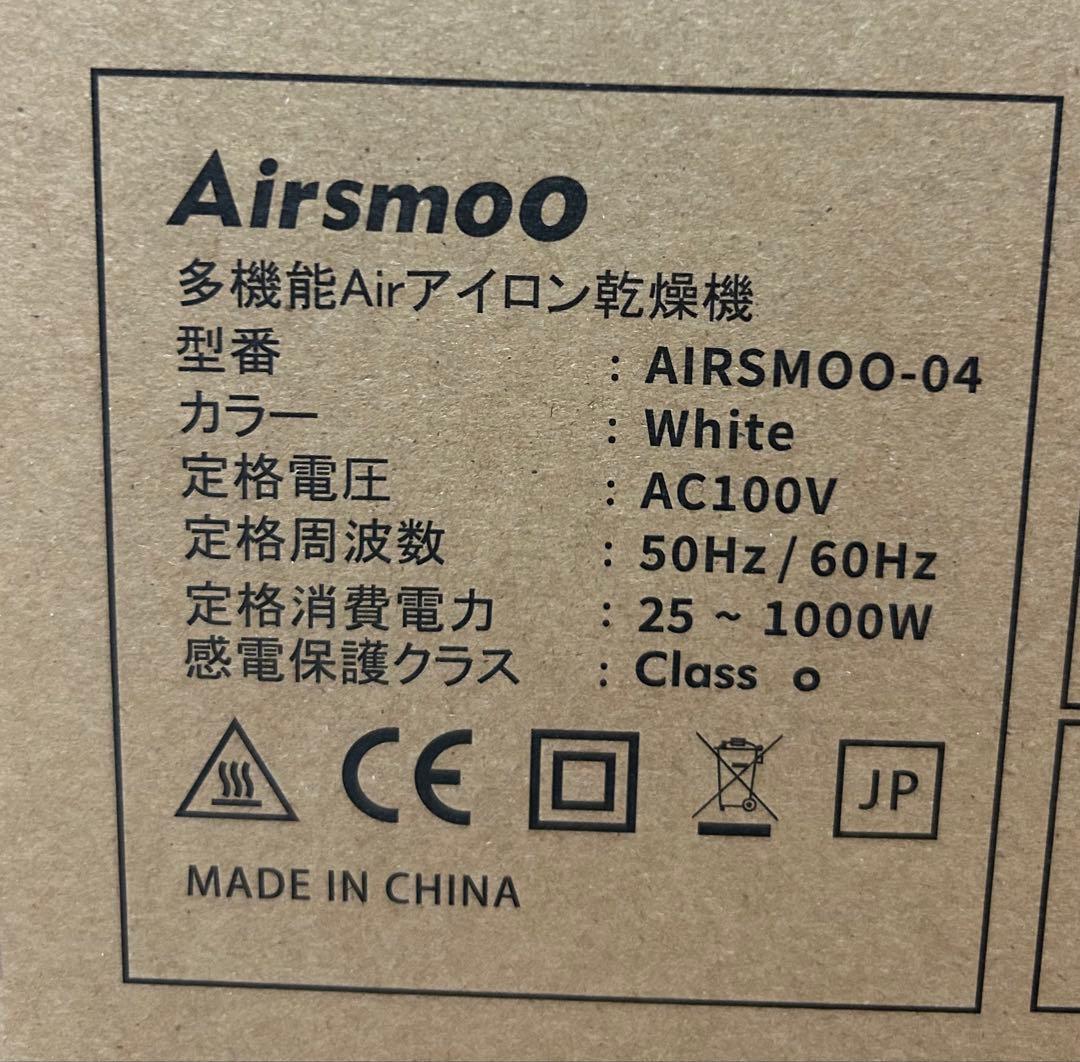 Airsmoo
多機能Airアイロン乾燥機
型番 : AIRSMOO-04
カラー : White
定格電圧 : AC100V
定格周波数 : 50Hz / 60Hz
定格消費電力 : 25 ~ 1000W
感電保護クラス : Class o
CE
JP
MADE IN CHINA